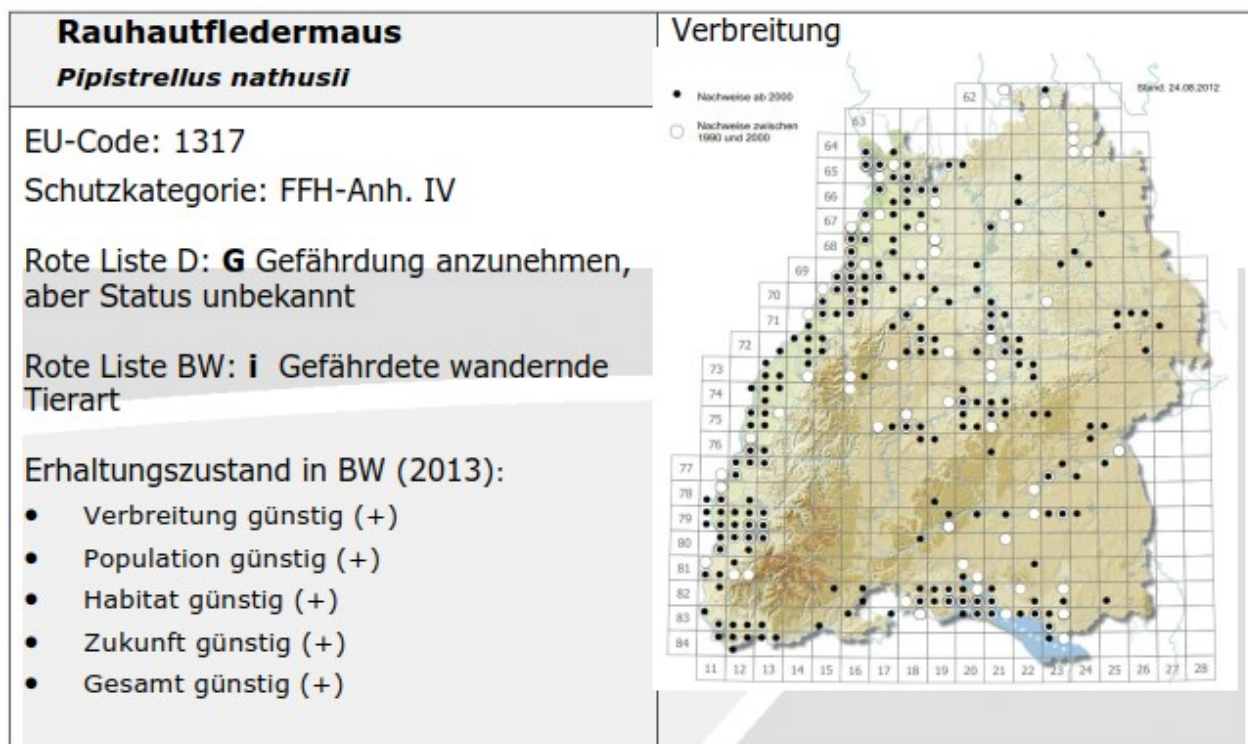 Rauhautfledermaus
Pipistrellus nathusii
EU-Code: 1317
Schutzkategorie: FFH-Anh. IV
Rote Liste D: G Gefährdung anzunehmen,
aber Status unbekannt
Rote Liste BW: i Gefährdete wandernde
Tierart
Erhaltungszustand in BW (2013):
• Verbreitung günstig (+)
• Population günstig (+)
• Habitat günstig (+)
• Zukunft günstig (+)
• Gesamt günstig (+)
Verbreitung
Nachweise ab 2000
Nachweise zwischen
1990 und 2000
Stand: 24.08.2012
62
63
64
65
66
67
68
69
70
71
72
73
74
75
76
77
78
79
80
81
82
83
84
11 12 13 14 15 16 17 18 19 20 21 22 23 24 25 26 27 28